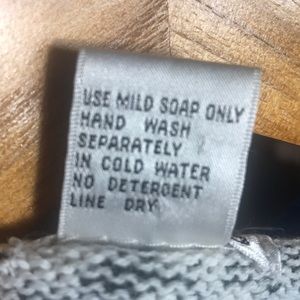 USE MILD SOAP ONLY
HAND WASH
SEPARATELY
IN COLD WATER
NO DETERGENT
LINE DRY